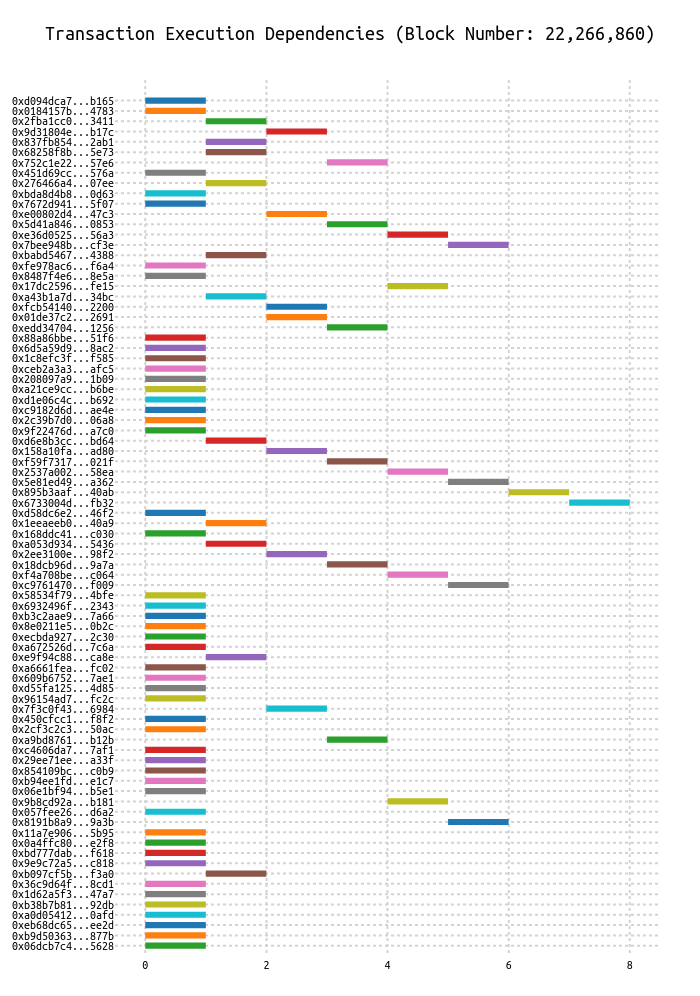 Transaction Execution Dependencies (Block Number: 22,266,860)
0xd094dca7...b165
0x0184157b...4783
0x2fba1cc0...3411
0x9d31804e...b17c
0x837fb854...2ab1
0x68258f8b...5e73
0x752c1e22...57e6
0x451d69cc...576a
0x276466a4...07ee
0xbda8d4b8...0d63
0x7672d941...5f07
0xe00802d4...47c3
0x5d41a846...0853
0xe36d0525...56a3
0x7bee948b...cf3e
0xbabd5467...4388
0xfe978ac6...f6a4
0x8487f4e6...8e5a
0x17dc2596...fe15
0xa43b1a7d...34bc
0xfcb54140...2200
0x01de37c2...2691
0xedd34704...1256
0x88a86bbe...51f6
0x6d5a59d9...8ac2
0x1c8efc3f...f585
0xceb2a3a3...afc5
0x208097a9...1b09
0xa21ce9cc...b6be
0xd1e06c4c...b692
0xc9182d6d...ae4e
0x2c39b7d0...06a8
0x9f22476d...a7c0
0xd6e8b3cc...bd64
0x158a10fa...ad80
0xf59f7317...021f
0x2537a002...58ea
0x5e81ed49...a362
0x895b3aaf...40ab
0x6733004d...fb32
0xd58dc6e2...46f2
0x1eeaeeb0...40a9
0x168ddc41...c030
0xa053d934...5436
0x2ee3100e...98f2
0x18dcb96d...9a7a
0xf4a708be...c064
0xc9761470...f009
0x58534f79...4bfe
0x6932496f...2343
0xb3c2aae9...7a66
0x8e0211e5...0b2c
0xecbda927...2c30
0xa672526d...7c6a
0xe9f94c88...ca8e
0xa6661fea...fc02
0x609b6752...7ae1
0xd55fa125...4d85
0x96154ad7...fc2c
0x7f3c0f43...6984
0x450cfcc1...f8f2
0x2cf3c2c3...50ac
0xa9bd8761...b12b
0xc4606da7...7af1
0x29ee71ee...a33f
0x854109bc...c0b9
0xb94ee1fd...e1c7
0x06e1bf94...b5e1
0x9b8cd92a...b181
0x057fee26...d6a2
0x8191b8a9...9a3b
0x11a7e906...5b95
0x0a4ffc80...e2f8
0xbd777dab...f618
0x9e9c72a5...c818
0xb097cf5b...f3a0
0x36c9d64f...8cd1
0x1d62a5f3...47a7
0xb38b7b81...92db
0xa0d05412...0afd
0xeb68dc65...ee2d
0xb9d50363...877b
0x06dcb7c4...5628
0 2 4 6 8